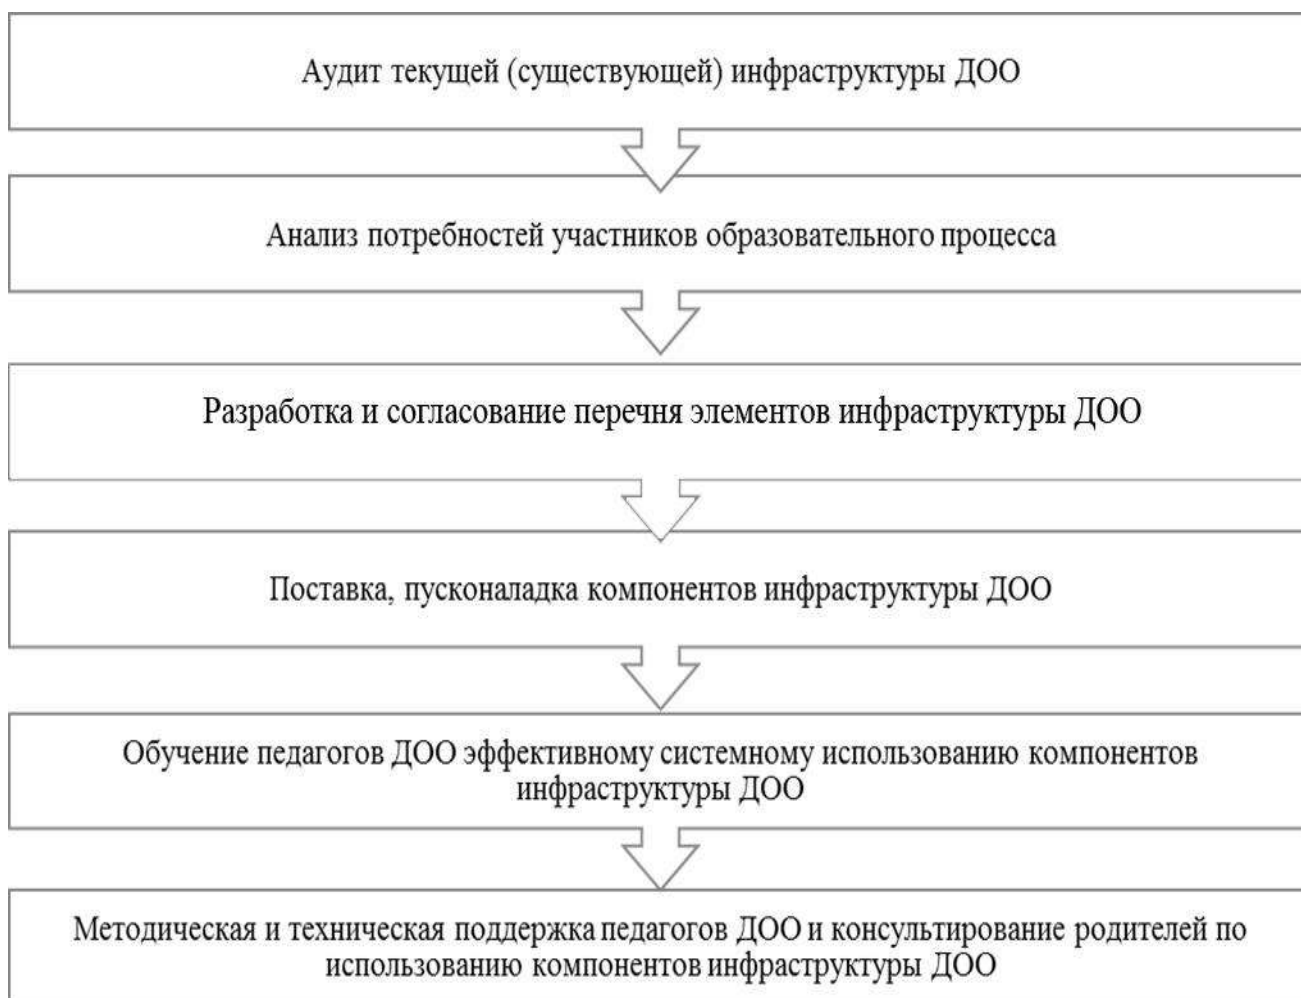 Аудит текущей (существующей) инфраструктуры ДОО
Анализ потребностей участников образовательного процесса
Разработка и согласование перечня элементов инфраструктуры ДОО
Поставка, пусконаладка компонентов инфраструктуры ДОО
Обучение педагогов ДОО эффективному системному использованию компонентов
инфраструктуры ДОО
Методическая и техническая поддержка педагогов ДОО и консультирование родителей по
использованию компонентов инфраструктуры ДОО